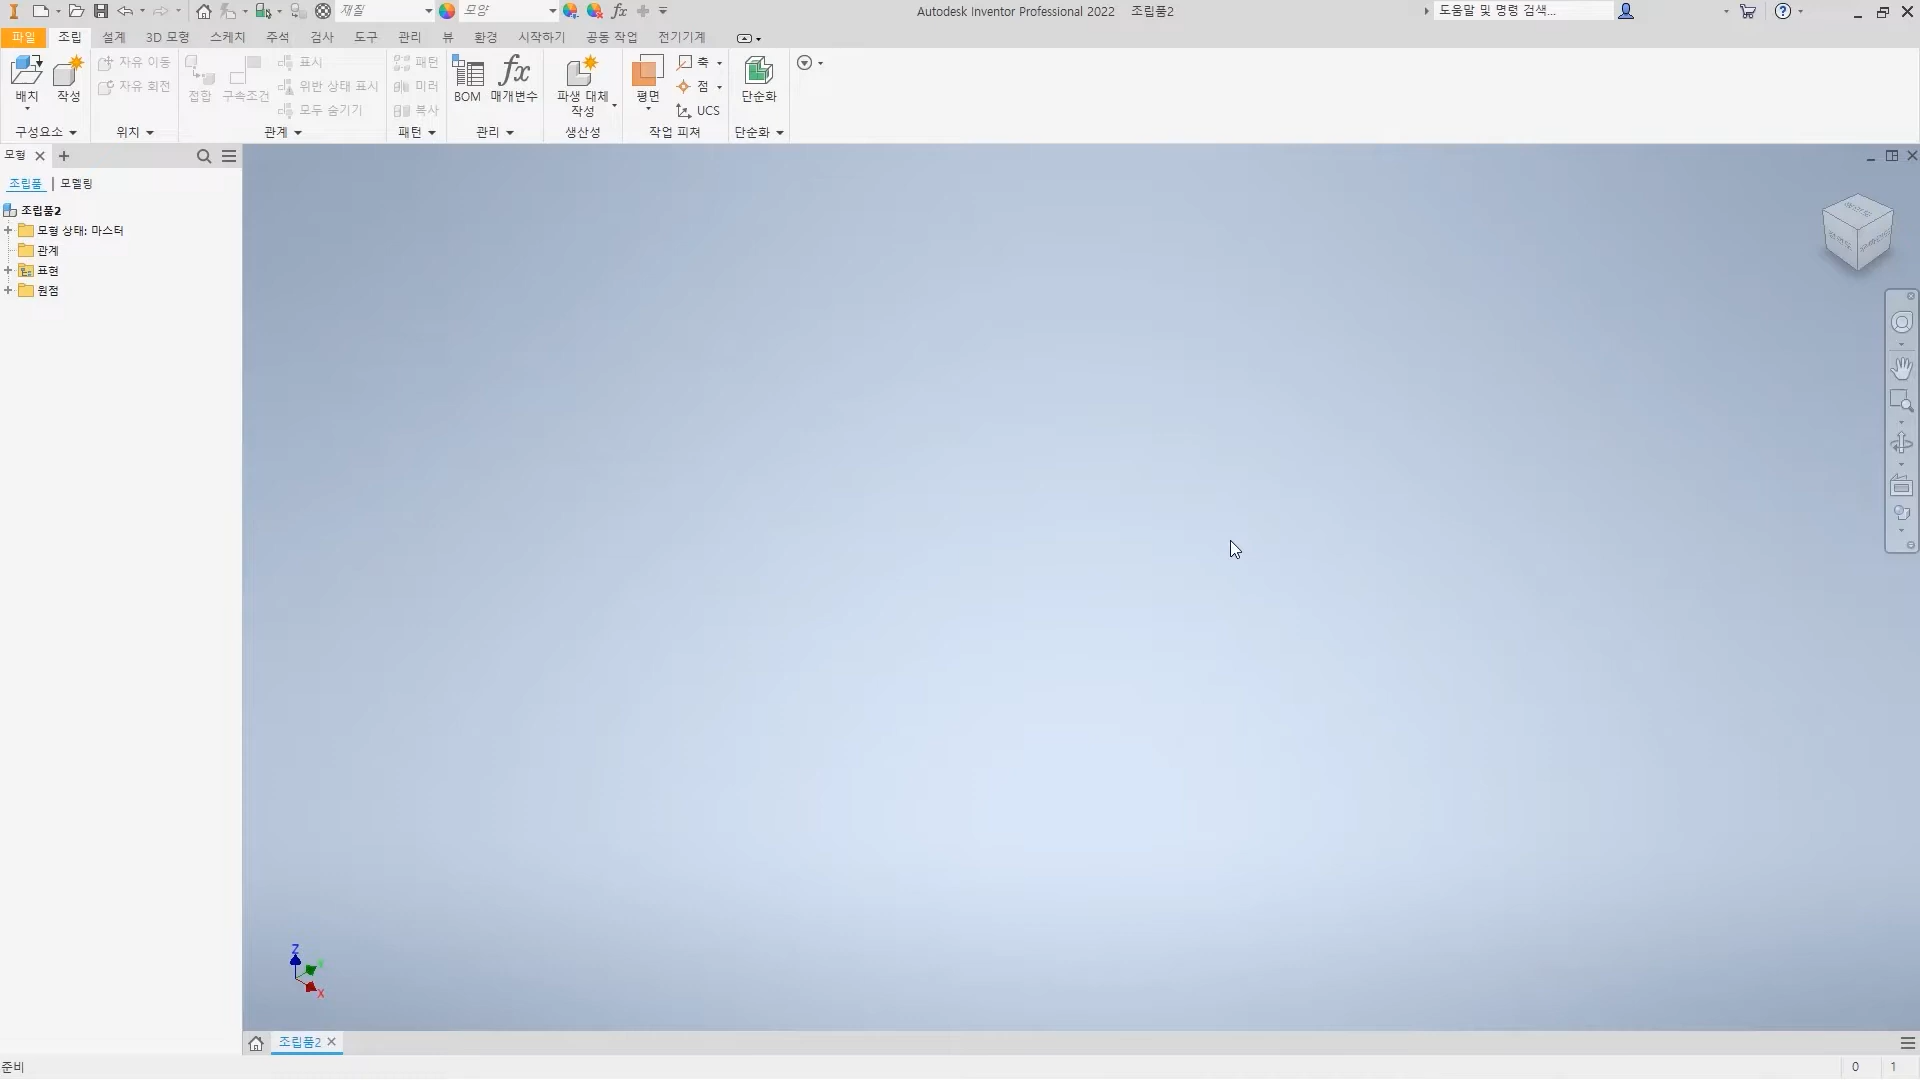 재질 모양 fx Autodesk Inventor Professional 2022 조립품2 도움말 및 명령 검색...
파일 조립 설계 3D 모형 스케치 주석 검사 도구 관리 뷰 환경 시작하기 공동 작업 전기기계
배치 작성
구성요소
자유 이동
자유 회전
위치
접합 구속조건
표시
위반 상태 표시
모두 숨기기
관계
패턴
미러
복사
패턴
BOM fx 매개변수
관리
파생 대체
작성
생산성
평면
축
점
UCS
작업 피쳐
단순화
단순화
모형
조립품 | 모델링
조립품2
모형 상태: 마스터
관계
표현
원점
Z
X
조립품2
준비 0 1